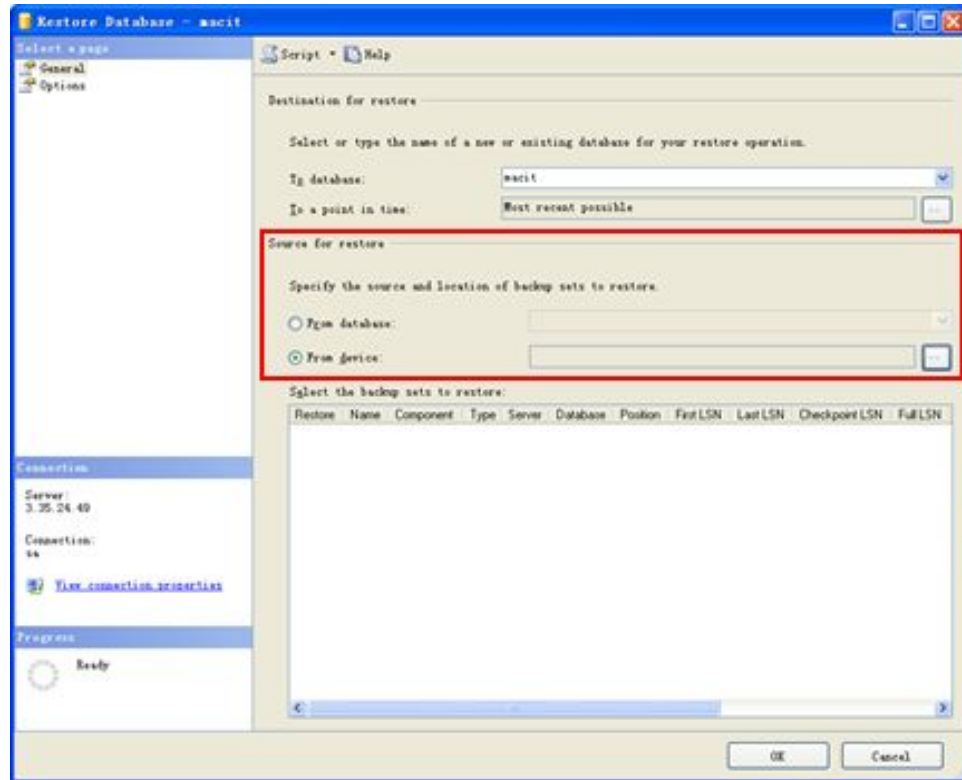 Restore Database - macit
Select a page
General
Options
Script Help
Destination for restore
Select or type the name of a new or existing database for your restore operation.
To database: macit
To a point in time: Most recent possible ...
Source for restore
Specify the source and location of backup sets to restore.
From database:
From device: ...
Select the backup sets to restore:
Restore Name Component Type Server Database Position First LSN Last LSN Checkpoint LSN Full LSN
Connection
Server:
3.35.24.49
Connection:
sa
View connection properties
Progress
Ready
OK Cancel